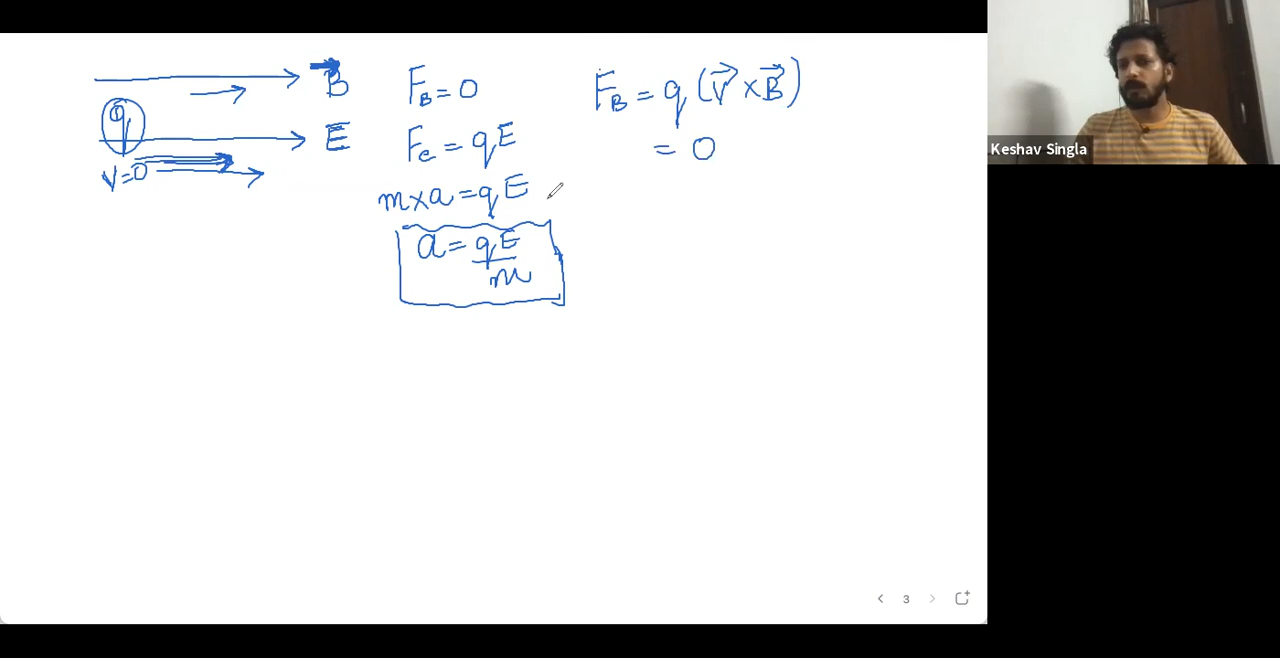 B⃗
F_B = 0
F_B = q (V⃗ × B⃗)
q
E
F_e = qE
= 0
V=0
m×a = qE
a = qE/m
Keshav Singla
3